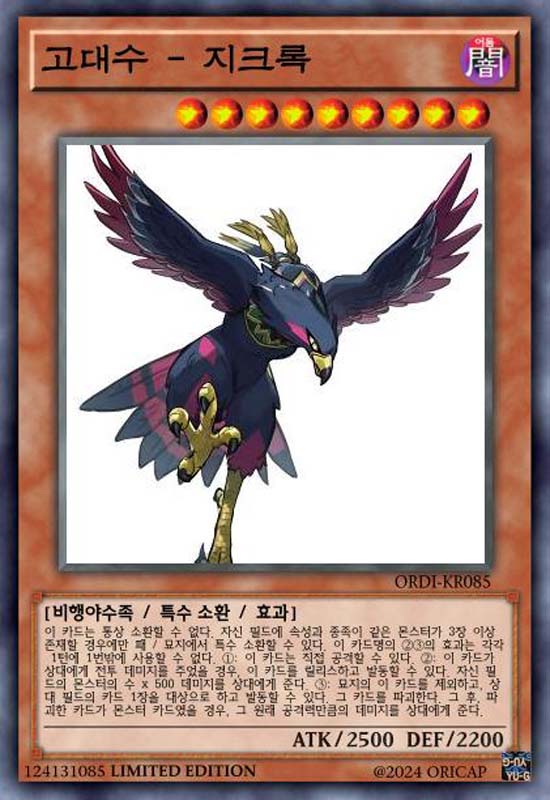 고대수 - 지크록
어둠
闇
ORDI-KR085
[비행야수족 / 특수 소환 / 효과]
이 카드는 통상 소환할 수 없다. 자신 필드에 속성과 종족이 같은 몬스터가 3장 이상
존재할 경우에만 패 / 묘지에서 특수 소환할 수 있다. 이 카드명의 ②③의 효과는 각각
1턴에 1번밖에 사용할 수 없다. ①: 이 카드는 직접 공격할 수 있다. ②: 이 카드가
상대에게 전투 데미지를 주었을 경우, 이 카드를 릴리스하고 발동할 수 있다. 자신 필
드의 몬스터의 수 x 500 데미지를 상대에게 준다. ③: 묘지의 이 카드를 제외하고, 상
대 필드의 카드 1장을 대상으로 하고 발동할 수 있다. 그 카드를 파괴한다. 그 후, 파
괴한 카드가 몬스터 카드였을 경우, 그 원래 공격력만큼의 데미지를 상대에게 준다.
ATK/2500 DEF/2200
124131085 LIMITED EDITION
©2024 ORICAP
YU-G